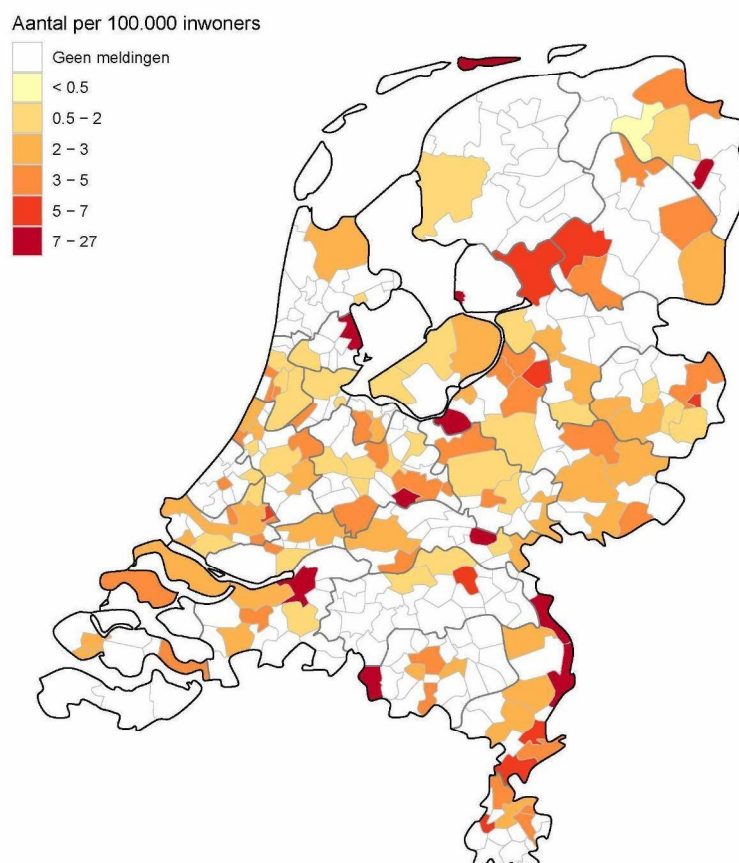 Aantal per 100.000 inwoners
Geen meldingen
< 0.5
0.5 – 2
2 – 3
3 – 5
5 – 7
7 – 27